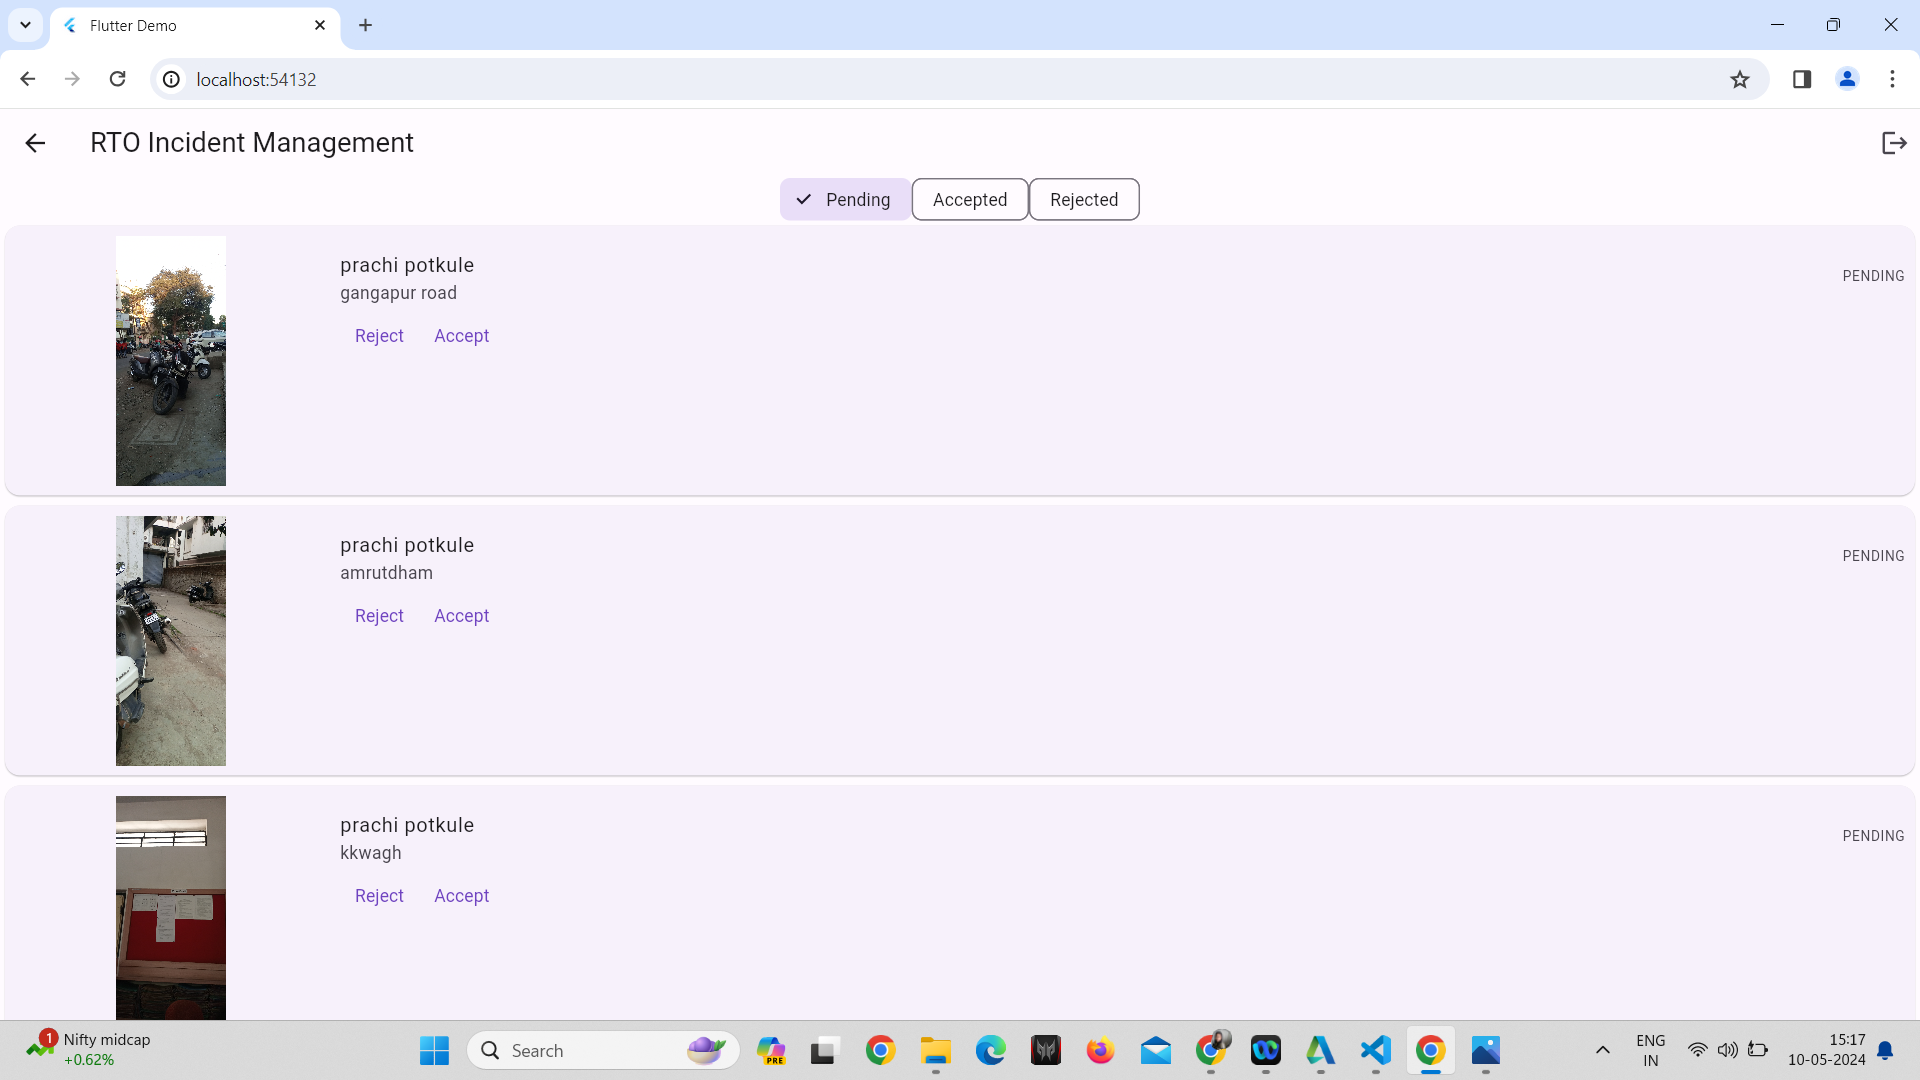 Flutter Demo
localhost:54132
RTO Incident Management
Pending
Accepted
Rejected
prachi potkule
gangapur road
Reject
Accept
PENDING
prachi potkule
amrutdham
Reject
Accept
PENDING
prachi potkule
kkwagh
Reject
Accept
PENDING
1
Nifty midcap
+0.62%
Search
PRE
ENG
IN
15:17
10-05-2024